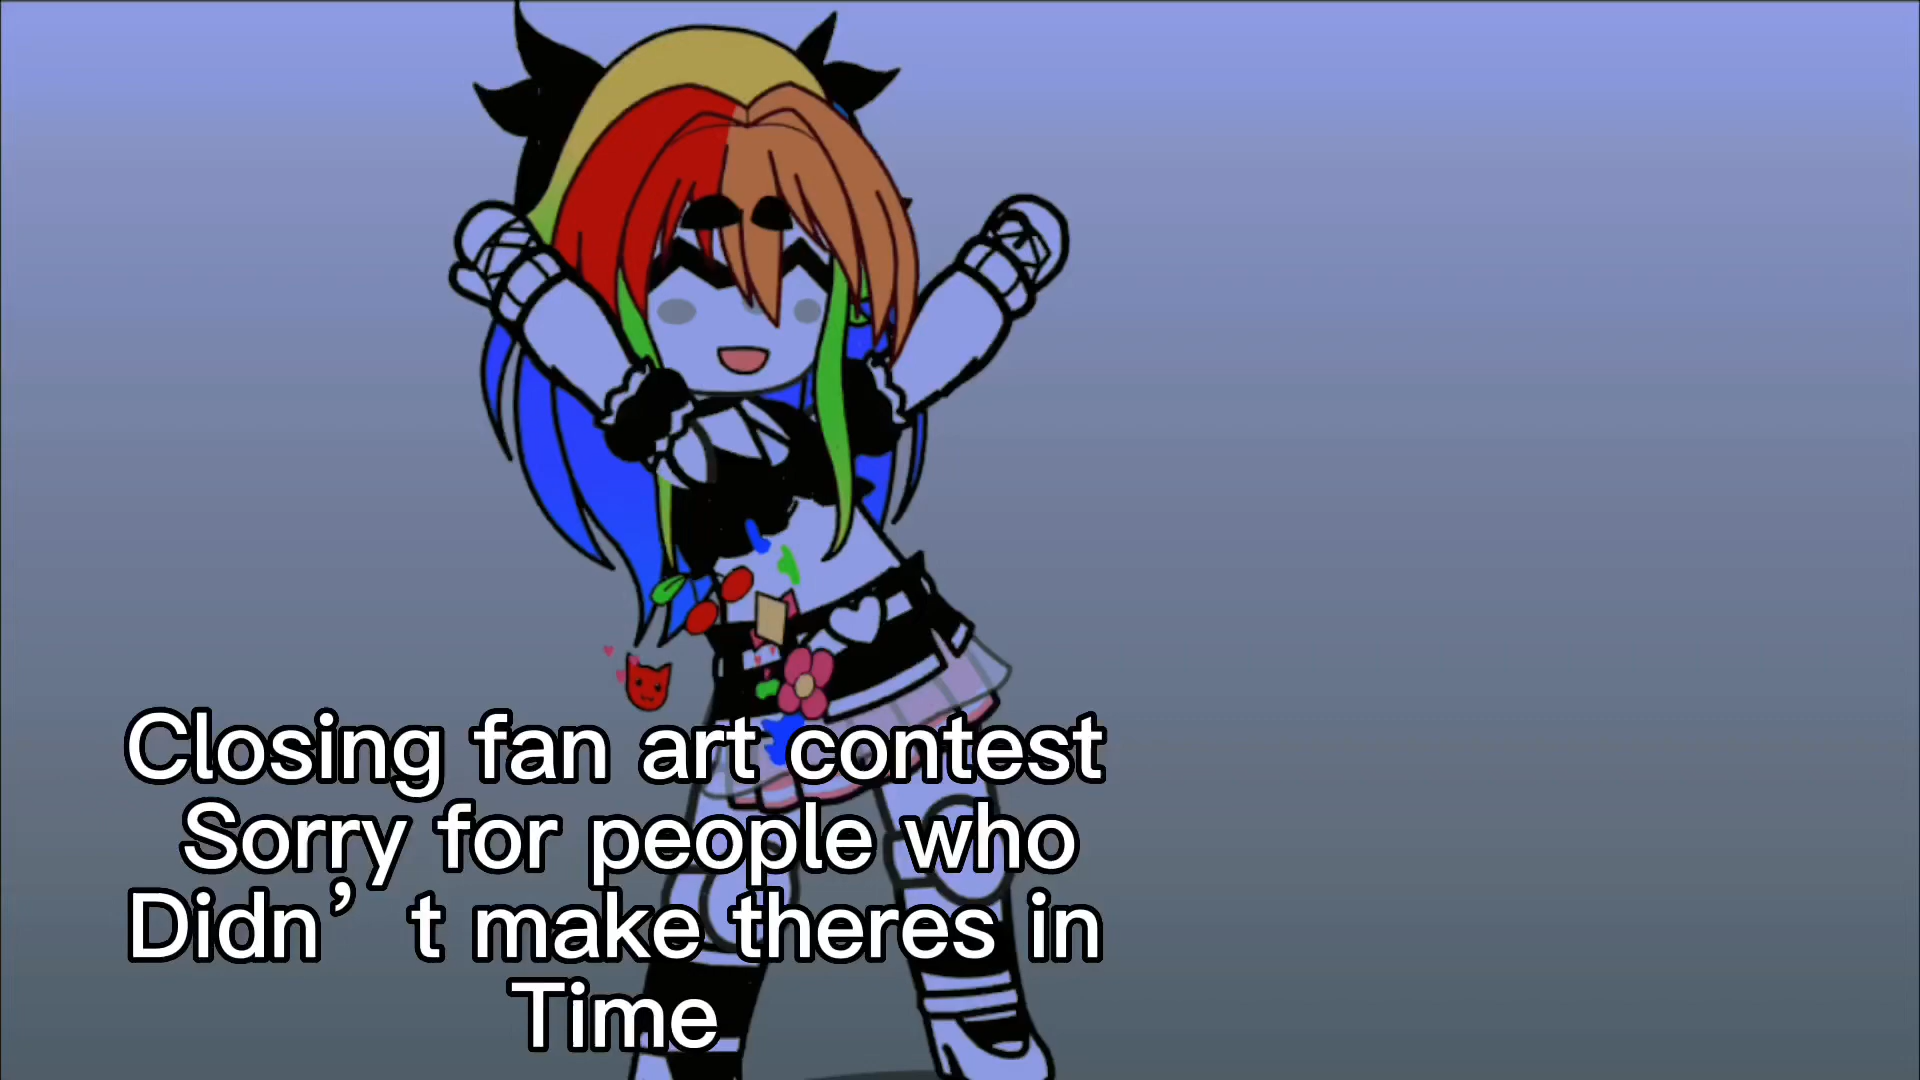 Closing fan art contest
Sorry for people who
Didn’t make theres in
Time